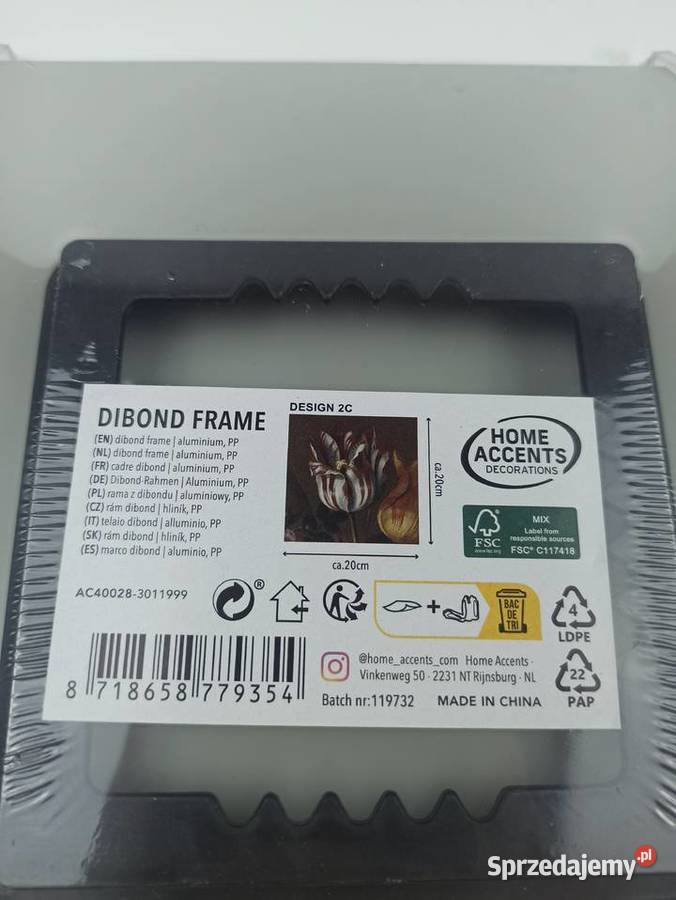 DIBOND FRAME
(EN) dibond frame | aluminium, PP
(NL) dibond frame | aluminium, PP
(FR) cadre dibond | aluminium, PP
(DE) Dibond-Rahmen | Aluminium, PP
(PL) rama z dibondu | aluminiowy, PP
(CZ) rám dibond | hliník, PP
(IT) telaio dibond | alluminio, PP
(SK) rám dibond | hliník, PP
(ES) marco dibond | aluminio, PP
AC40028-3011999
DESIGN 2C
ca.20cm
ca.20cm
HOME
ACCENTS
DECORATIONS
FSC
www.fsc.org
MIX
Label from
responsible sources
FSC® C117418
®
+
BAC
DE
TRI
4
LDPE
22
PAP
8 718658 779354
@home_accents_com Home Accents ·
Vinkenweg 50 · 2231 NT Rijnsburg · NL
Batch nr:119732 MADE IN CHINA
Sprzedajemy.pl